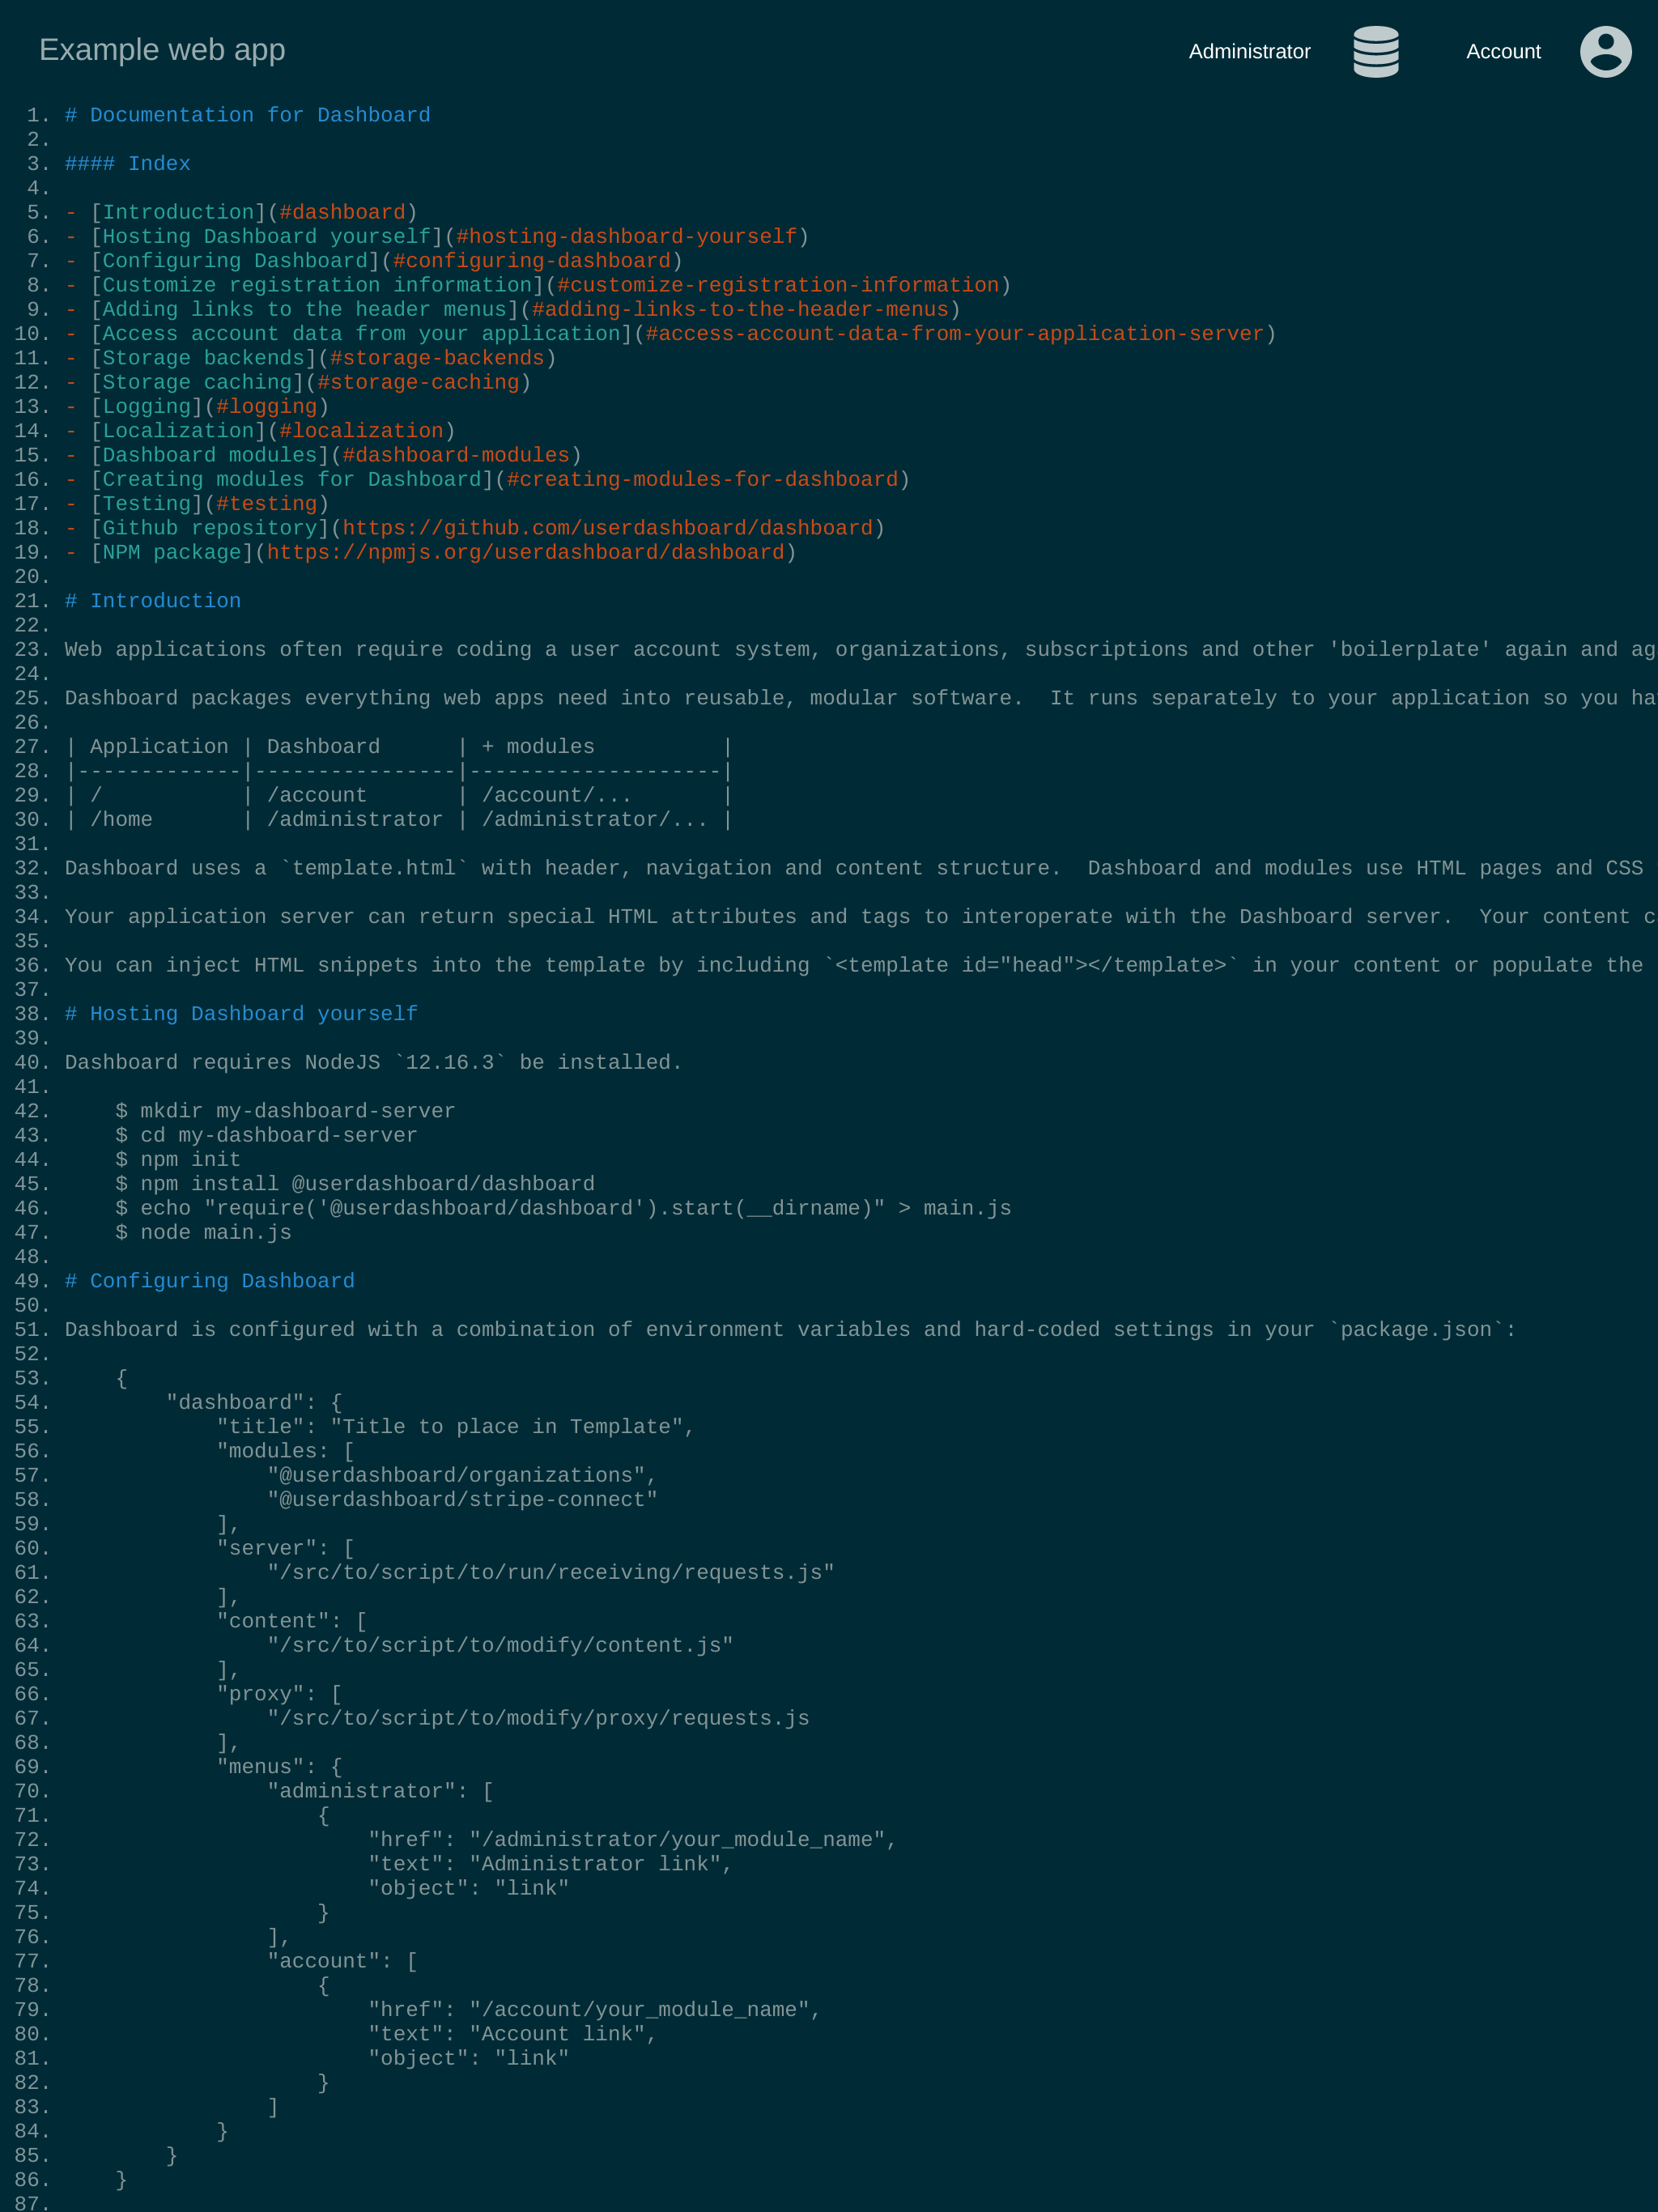 Example web app
Administrator
Account
1. # Documentation for Dashboard
2.
3. #### Index
4.
5. - [Introduction](#dashboard)
6. - [Hosting Dashboard yourself](#hosting-dashboard-yourself)
7. - [Configuring Dashboard](#configuring-dashboard)
8. - [Customize registration information](#customize-registration-information)
9. - [Adding links to the header menus](#adding-links-to-the-header-menus)
10. - [Access account data from your application](#access-account-data-from-your-application-server)
11. - [Storage backends](#storage-backends)
12. - [Storage caching](#storage-caching)
13. - [Logging](#logging)
14. - [Localization](#localization)
15. - [Dashboard modules](#dashboard-modules)
16. - [Creating modules for Dashboard](#creating-modules-for-dashboard)
17. - [Testing](#testing)
18. - [Github repository](https://github.com/userdashboard/dashboard)
19. - [NPM package](https://npmjs.org/userdashboard/dashboard)
20.
21. # Introduction
22.
23. Web applications often require coding a user account system, organizations, subscriptions and other 'boilerplate' again and ag
24.
25. Dashboard packages everything web apps need into reusable, modular software.  It runs separately to your application so you ha
26.
27. | Application | Dashboard      | + modules          |
28. |-------------|----------------|--------------------|
29. | /           | /account       | /account/...       |
30. | /home       | /administrator | /administrator/... |
31.
32. Dashboard uses a `template.html` with header, navigation and content structure.  Dashboard and modules use HTML pages and CSS
33.
34. Your application server can return special HTML attributes and tags to interoperate with the Dashboard server.  Your content c
35.
36. You can inject HTML snippets into the template by including `<template id="head"></template>` in your content or populate the
37.
38. # Hosting Dashboard yourself
39.
40. Dashboard requires NodeJS `12.16.3` be installed.
41.
42.     $ mkdir my-dashboard-server
43.     $ cd my-dashboard-server
44.     $ npm init
45.     $ npm install @userdashboard/dashboard
46.     $ echo "require('@userdashboard/dashboard').start(__dirname)" > main.js
47.     $ node main.js
48.
49. # Configuring Dashboard
50.
51. Dashboard is configured with a combination of environment variables and hard-coded settings in your `package.json`:
52.
53.     {
54.         "dashboard": {
55.             "title": "Title to place in Template",
56.             "modules: [
57.                 "@userdashboard/organizations",
58.                 "@userdashboard/stripe-connect"
59.             ],
60.             "server": [
61.                 "/src/to/script/to/run/receiving/requests.js"
62.             ],
63.             "content": [
64.                 "/src/to/script/to/modify/content.js"
65.             ],
66.             "proxy": [
67.                 "/src/to/script/to/modify/proxy/requests.js
68.             ],
69.             "menus": {
70.                 "administrator": [
71.                     {
72.                         "href": "/administrator/your_module_name",
73.                         "text": "Administrator link",
74.                         "object": "link"
75.                     }
76.                 ],
77.                 "account": [
78.                     {
79.                         "href": "/account/your_module_name",
80.                         "text": "Account link",
81.                         "object": "link"
82.                     }
83.                 ]
84.             }
85.         }
86.     }
87.